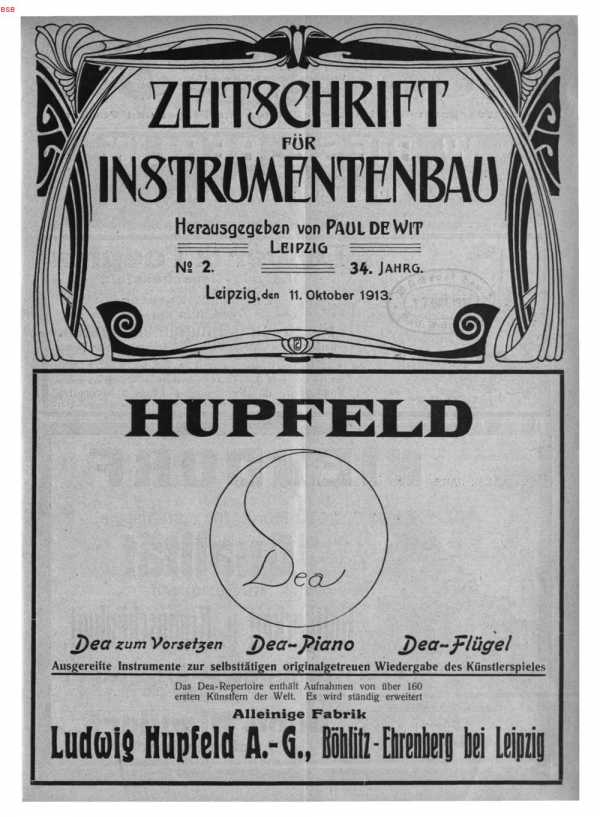 BSB
ZEITSCHRIFT
FÜR
INSTRUMENTENBAU
Herausgegeben von PAUL DE WIT
LEIPZIG
No 2. 34. JAHRG.
Leipzig, den 11. Oktober 1913.
HUPFELD
Dea
Dea zum Vorsetzen Dea-Piano Dea-Flügel
Ausgereifte Instrumente zur selbsttätigen originalgetreuen Wiedergabe des Künstlerspieles
Das Dea-Repertoire enthält Aufnahmen von über 160
ersten Künstlern der Welt. Es wird ständig erweitert
Alleinige Fabrik
Ludwig Hupfeld A.-G., Böhlitz-Ehrenberg bei Leipzig